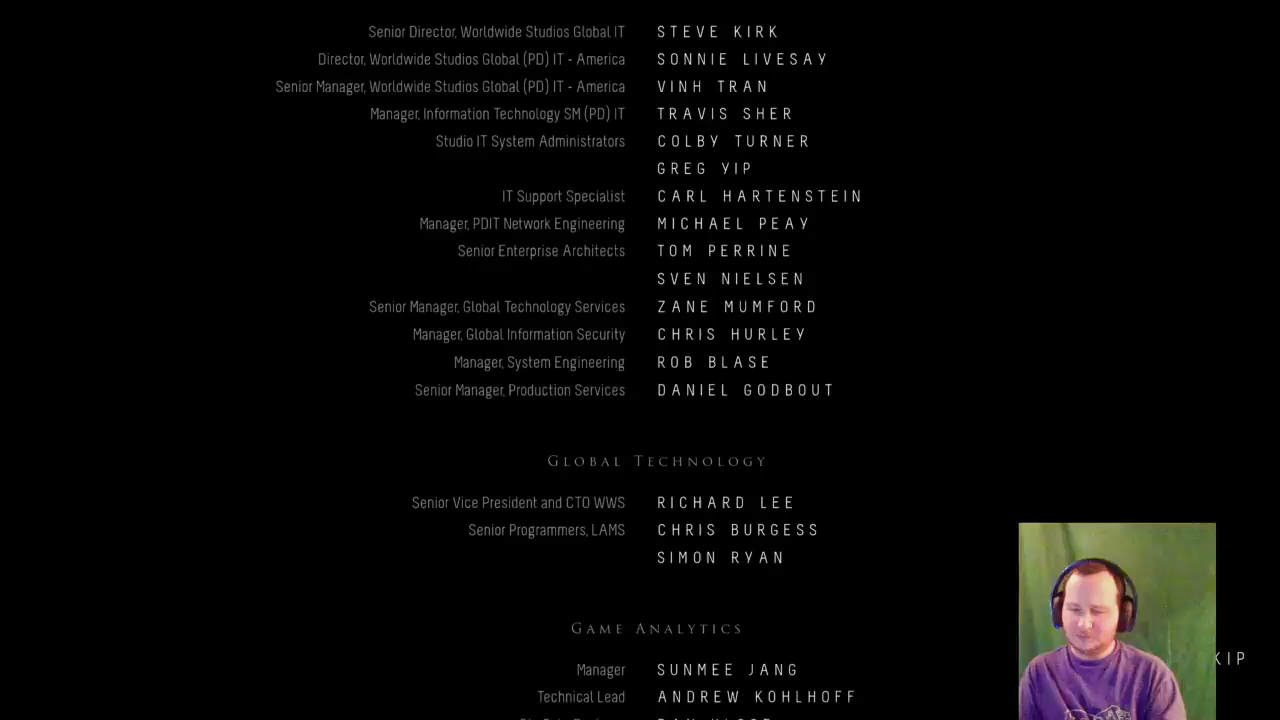 Senior Director, Worldwide Studios Global IT STEVE KIRK
Director, Worldwide Studios Global (PD) IT - America SONNIE LIVESAY
Senior Manager, Worldwide Studios Global (PD) IT - America VINH TRAN
Manager, Information Technology SM (PD) IT TRAVIS SHER
Studio IT System Administrators COLBY TURNER
GREG YIP
IT Support Specialist CARL HARTENSTEIN
Manager, PDIT Network Engineering MICHAEL PEAY
Senior Enterprise Architects TOM PERRINE
SVEN NIELSEN
Senior Manager, Global Technology Services ZANE MUMFORD
Manager, Global Information Security CHRIS HURLEY
Manager, System Engineering ROB BLASE
Senior Manager, Production Services DANIEL GODBOUT
GLOBAL TECHNOLOGY
Senior Vice President and CTO WWS RICHARD LEE
Senior Programmers, LAMS CHRIS BURGESS
SIMON RYAN
GAME ANALYTICS
KIP
Manager SUNMEE JANG
Technical Lead ANDREW KOHLHOFF